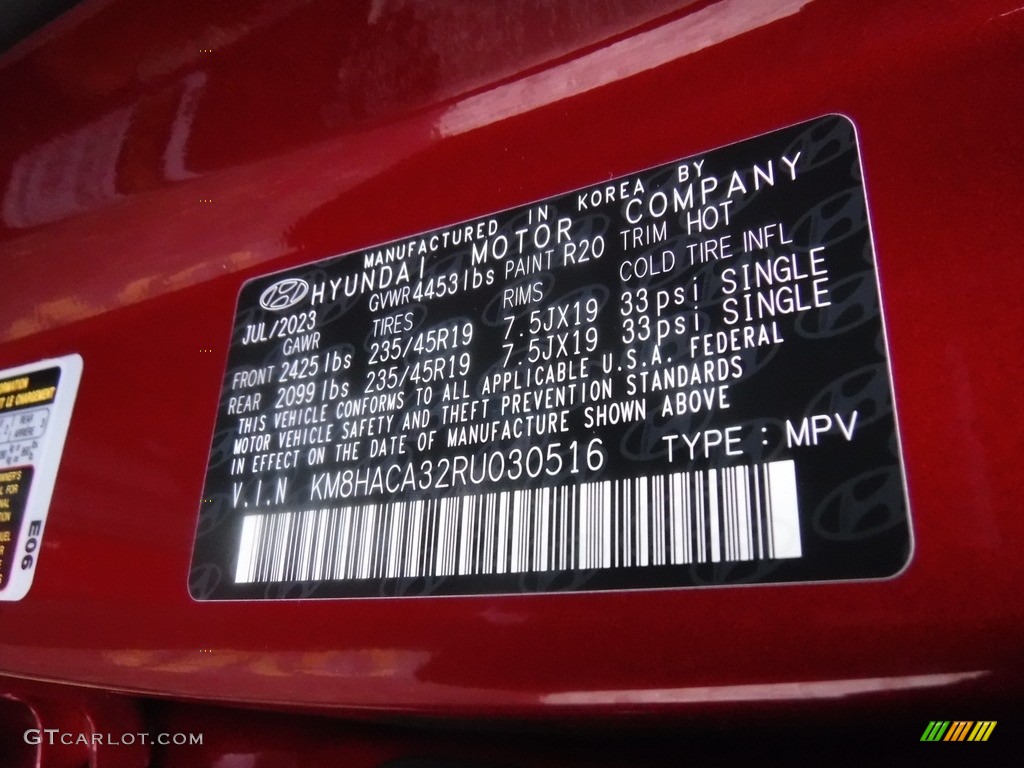 MANUFACTURED IN KOREA BY
HYUNDAI MOTOR COMPANY
JUL/2023 GVWR 4453 lbs PAINT R20 TRIM HOT
GAWR TIRES RIMS COLD TIRE INFL
FRONT 2425 lbs 235/45R19 7.5JX19 33psi SINGLE
REAR 2099 lbs 235/45R19 7.5JX19 33psi SINGLE
THIS VEHICLE CONFORMS TO ALL APPLICABLE U.S.A. FEDERAL
MOTOR VEHICLE SAFETY AND THEFT PREVENTION STANDARDS
IN EFFECT ON THE DATE OF MANUFACTURE SHOWN ABOVE
V.I.N KM8HACA32RU030516 TYPE : MPV
E06
GTCARLOT.COM